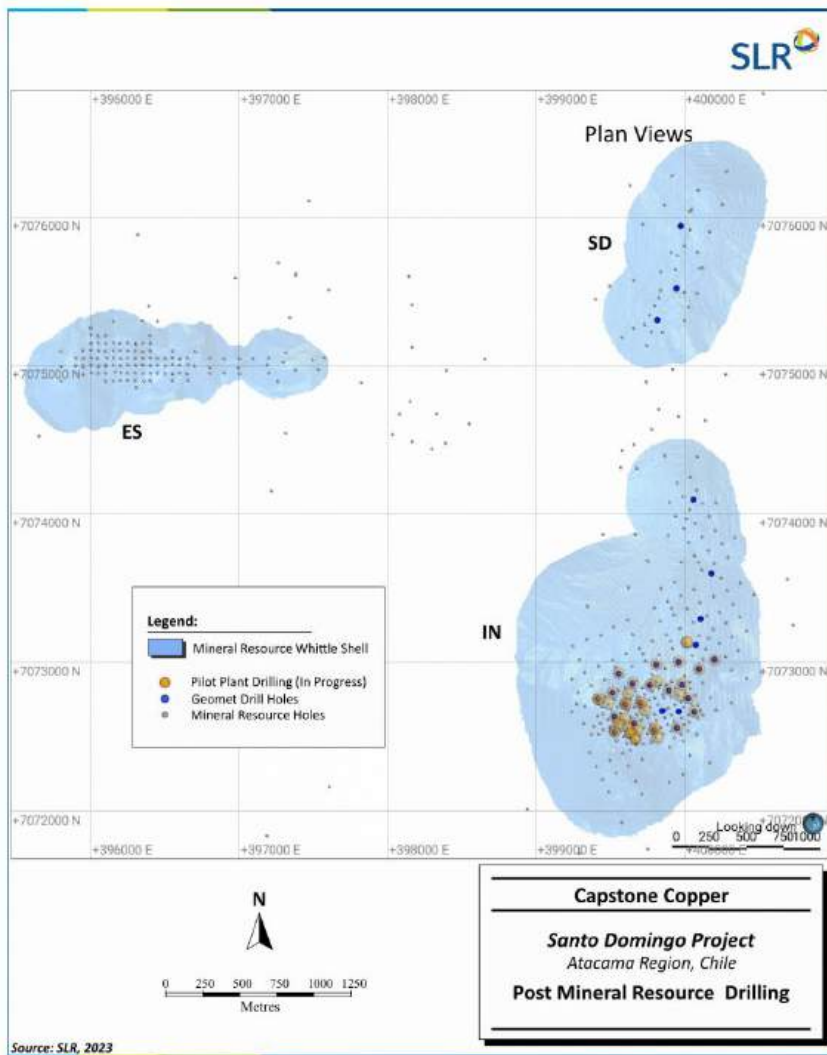 SLR
+396000 E
+397000 E
+398000 E
+399000 E
+400000 E
Plan Views
+7076000 N
+7076000 N
SD
+7075000 N
+7075000 N
ES
+7074000 N
+7074000 N
Legend:
IN
Mineral Resource Whittle Shell
+7073000 N
+7073000 N
Pilot Plant Drilling (In Progress)
Geomet Drill Holes
Mineral Resource Holes
+7072000 N
Looking down
0 250 500 750 1000
+396000 E
+397000 E
+398000 E
+399000 E
+400000 E
Capstone Copper
N
Santo Domingo Project
Atacama Region, Chile
Post Mineral Resource Drilling
0 250 500 750 1000 1250
Metres
Source: SLR, 2023